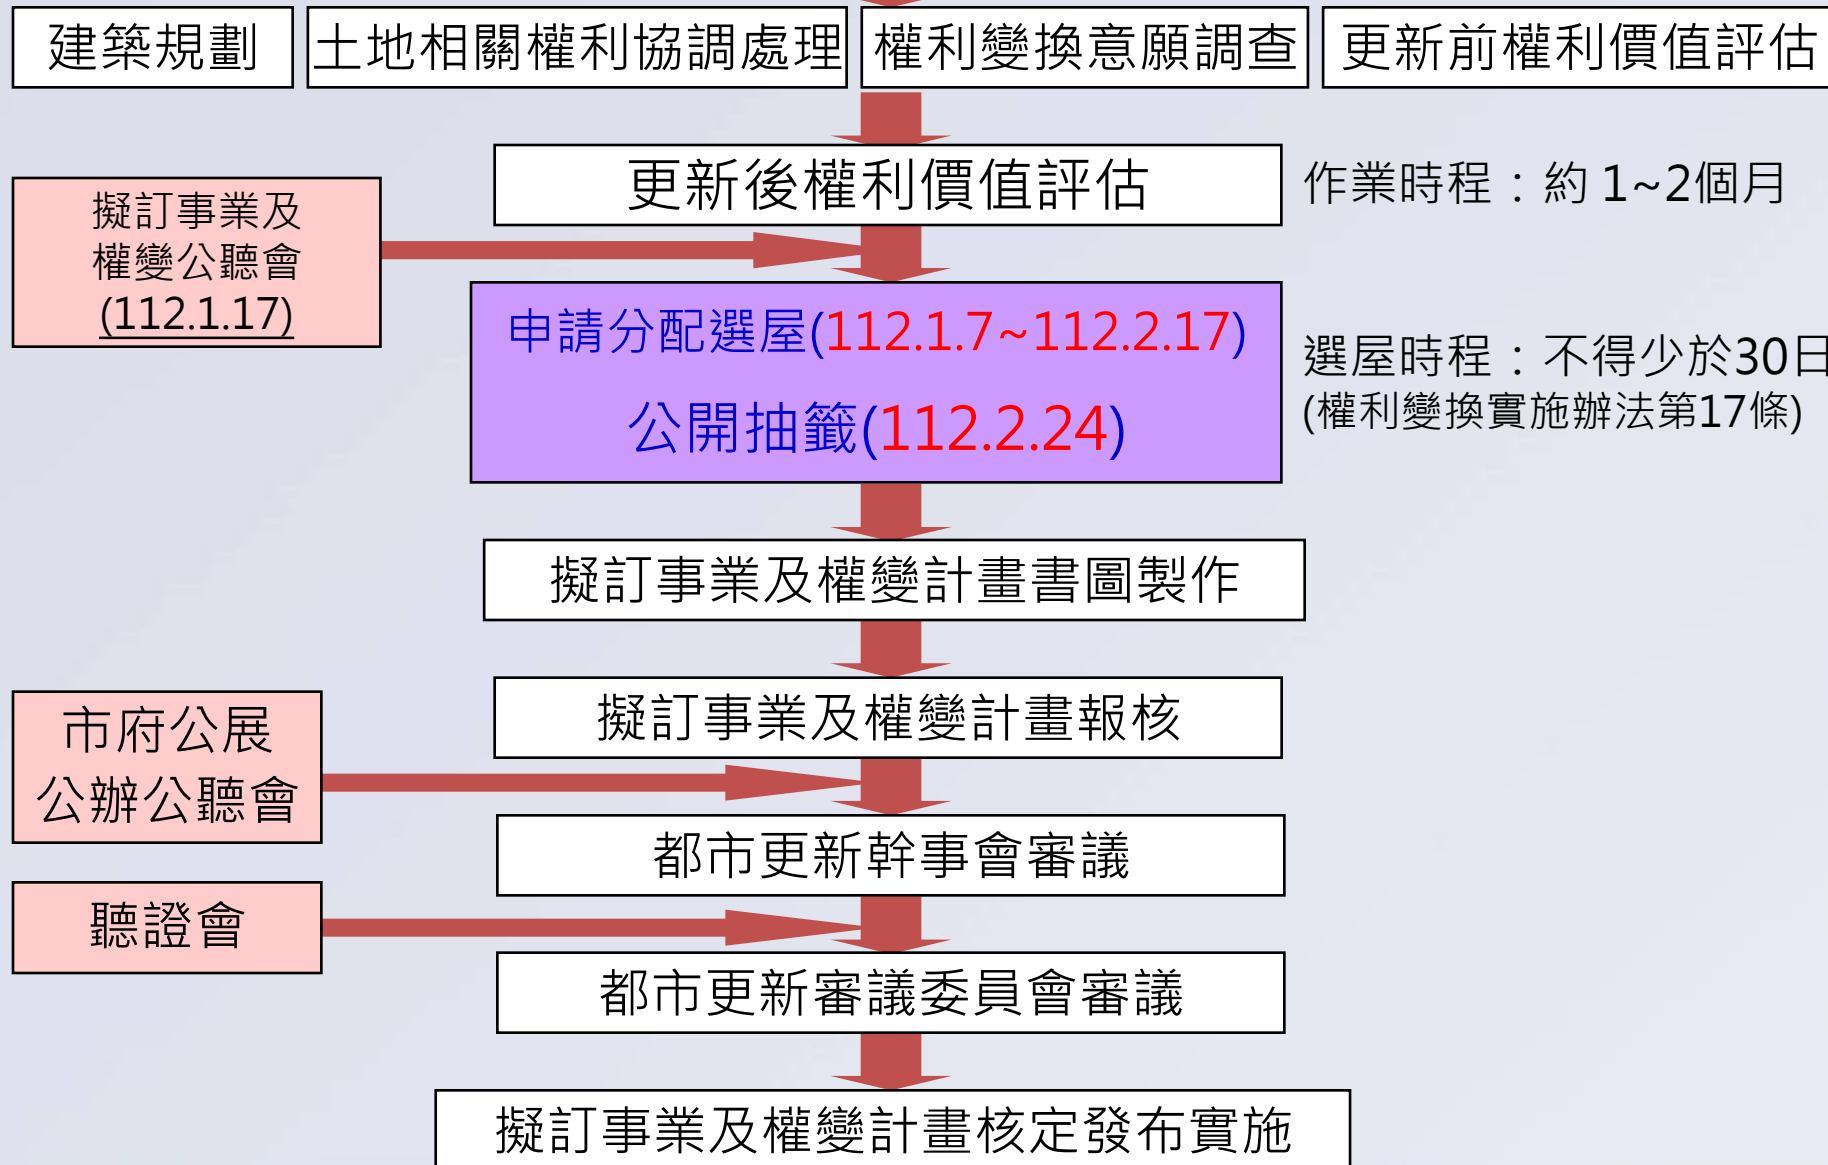 建築規劃
土地相關權利協調處理
權利變換意願調查
更新前權利價值評估
更新後權利價值評估
作業時程：約 1~2個月
擬訂事業及
權變公聽會
(112.1.17)
申請分配選屋(112.1.7~112.2.17)
公開抽籤(112.2.24)
選屋時程：不得少於30日
(權利變換實施辦法第17條)
擬訂事業及權變計畫書圖製作
擬訂事業及權變計畫報核
市府公展
公辦公聽會
都市更新幹事會審議
聽證會
都市更新審議委員會審議
擬訂事業及權變計畫核定發布實施